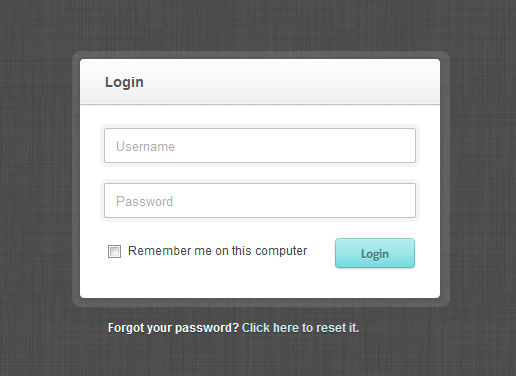 Login
Username
Password
Remember me on this computer
Login
Forgot your password? Click here to reset it.